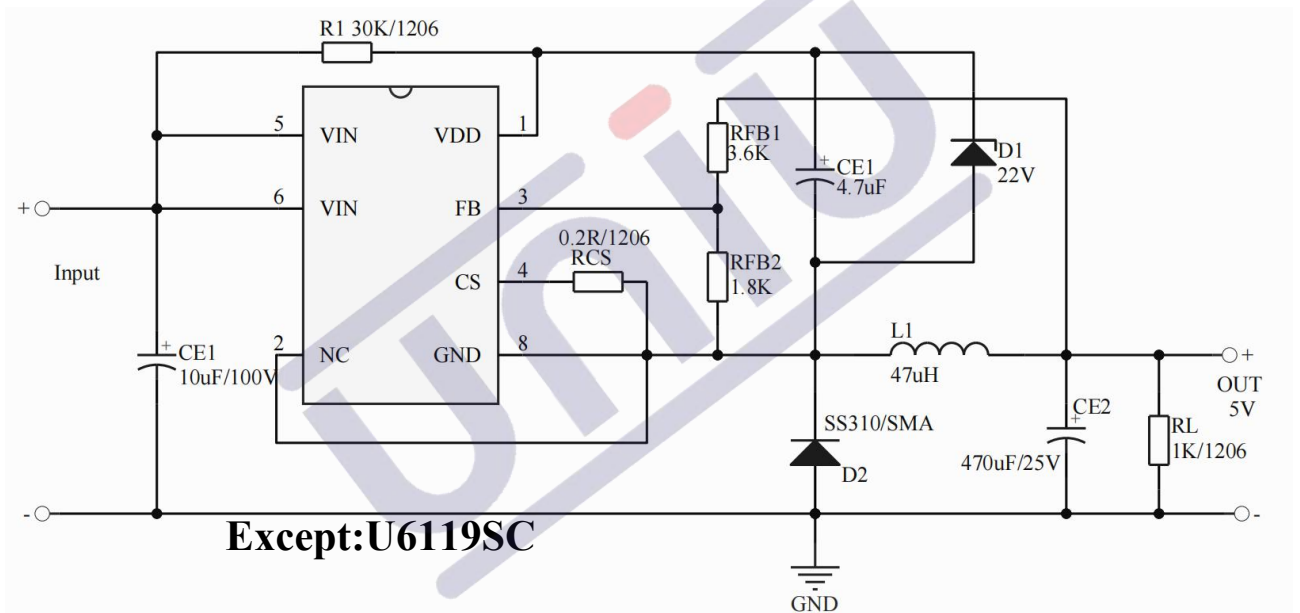 R1 30K/1206
5
VIN
VDD
1
RFB1
3.6K
+
CE1
4.7uF
D1
22V
+
6
VIN
FB
3
0.2R/1206
RCS
Input
CS
4
RFB2
1.8K
+
CE1
10uF/100V
2
NC
GND
8
L1
47uH
+
OUT
5V
SS310/SMA
D2
CE2
+
470uF/25V
RL
1K/1206
-
-
Except:U6119SC
GND
uniu